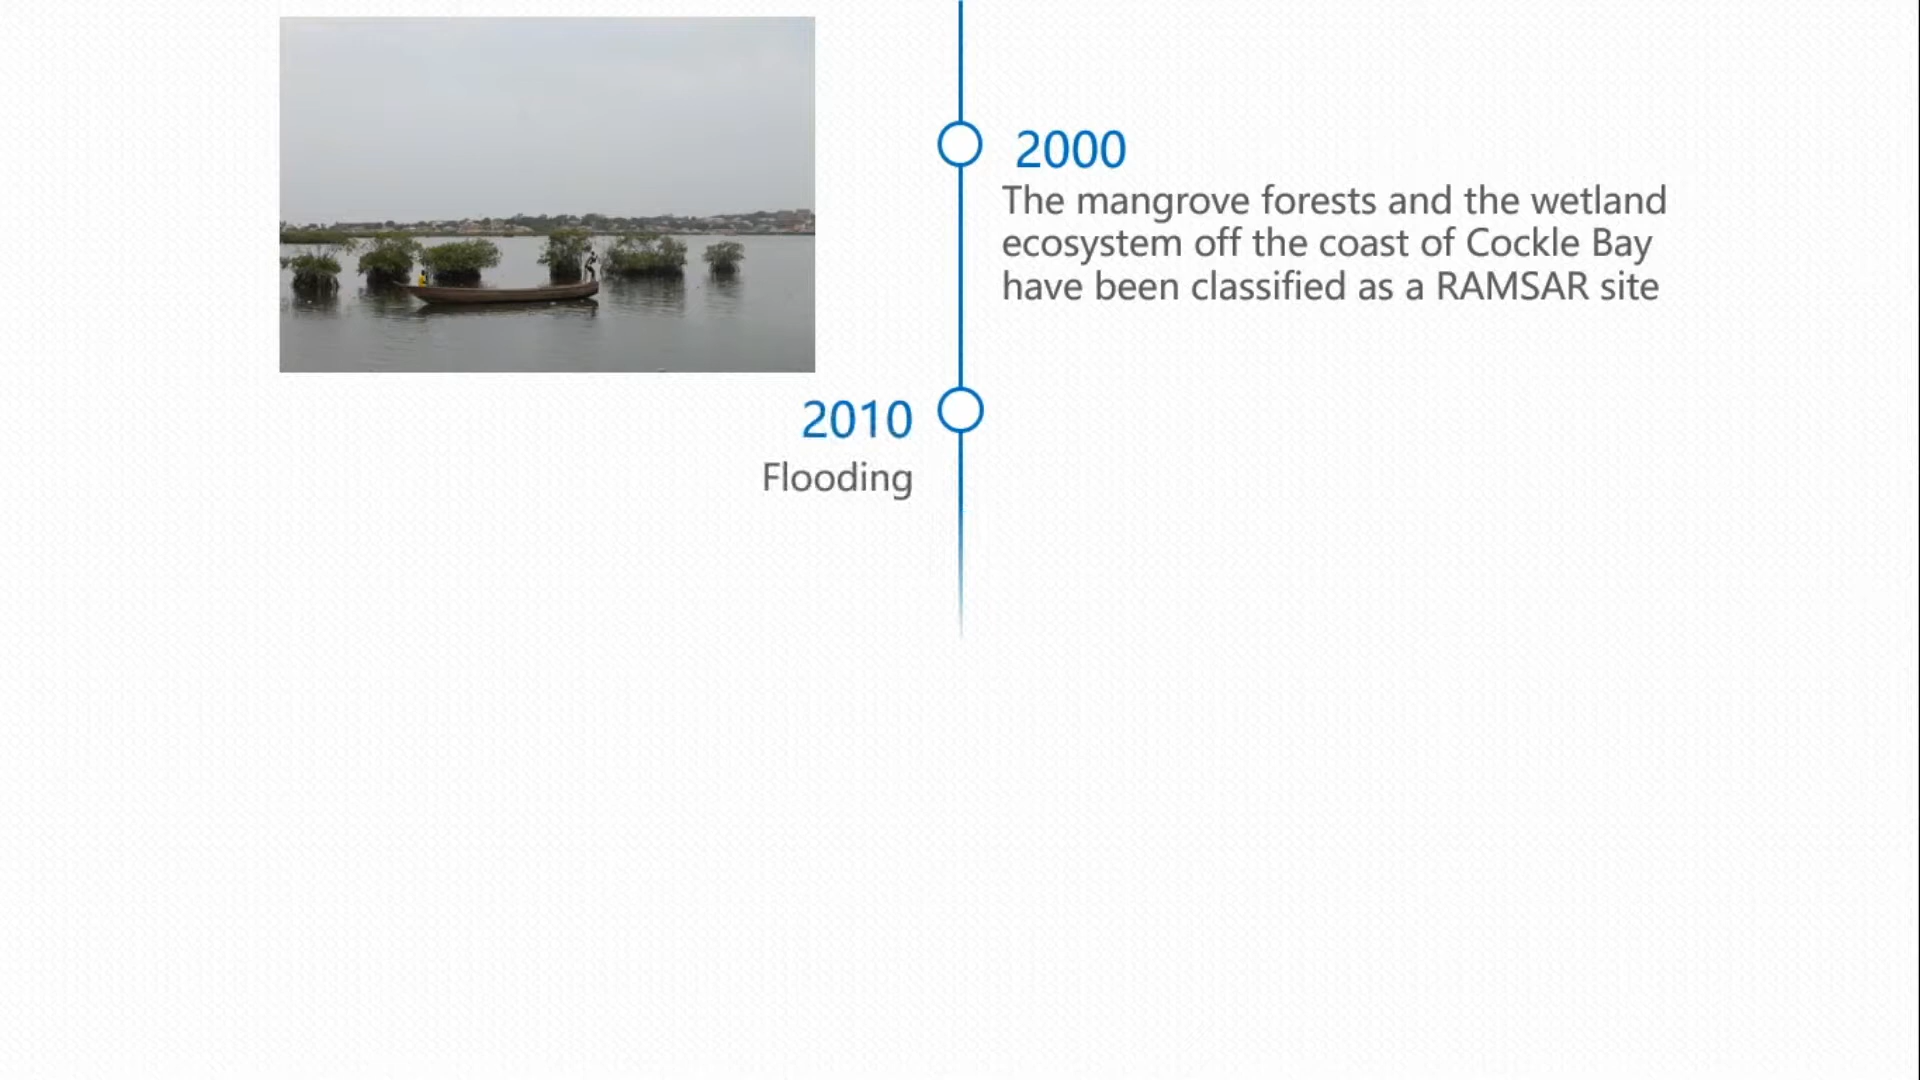 2000
The mangrove forests and the wetland
ecosystem off the coast of Cockle Bay
have been classified as a RAMSAR site
2010
Flooding